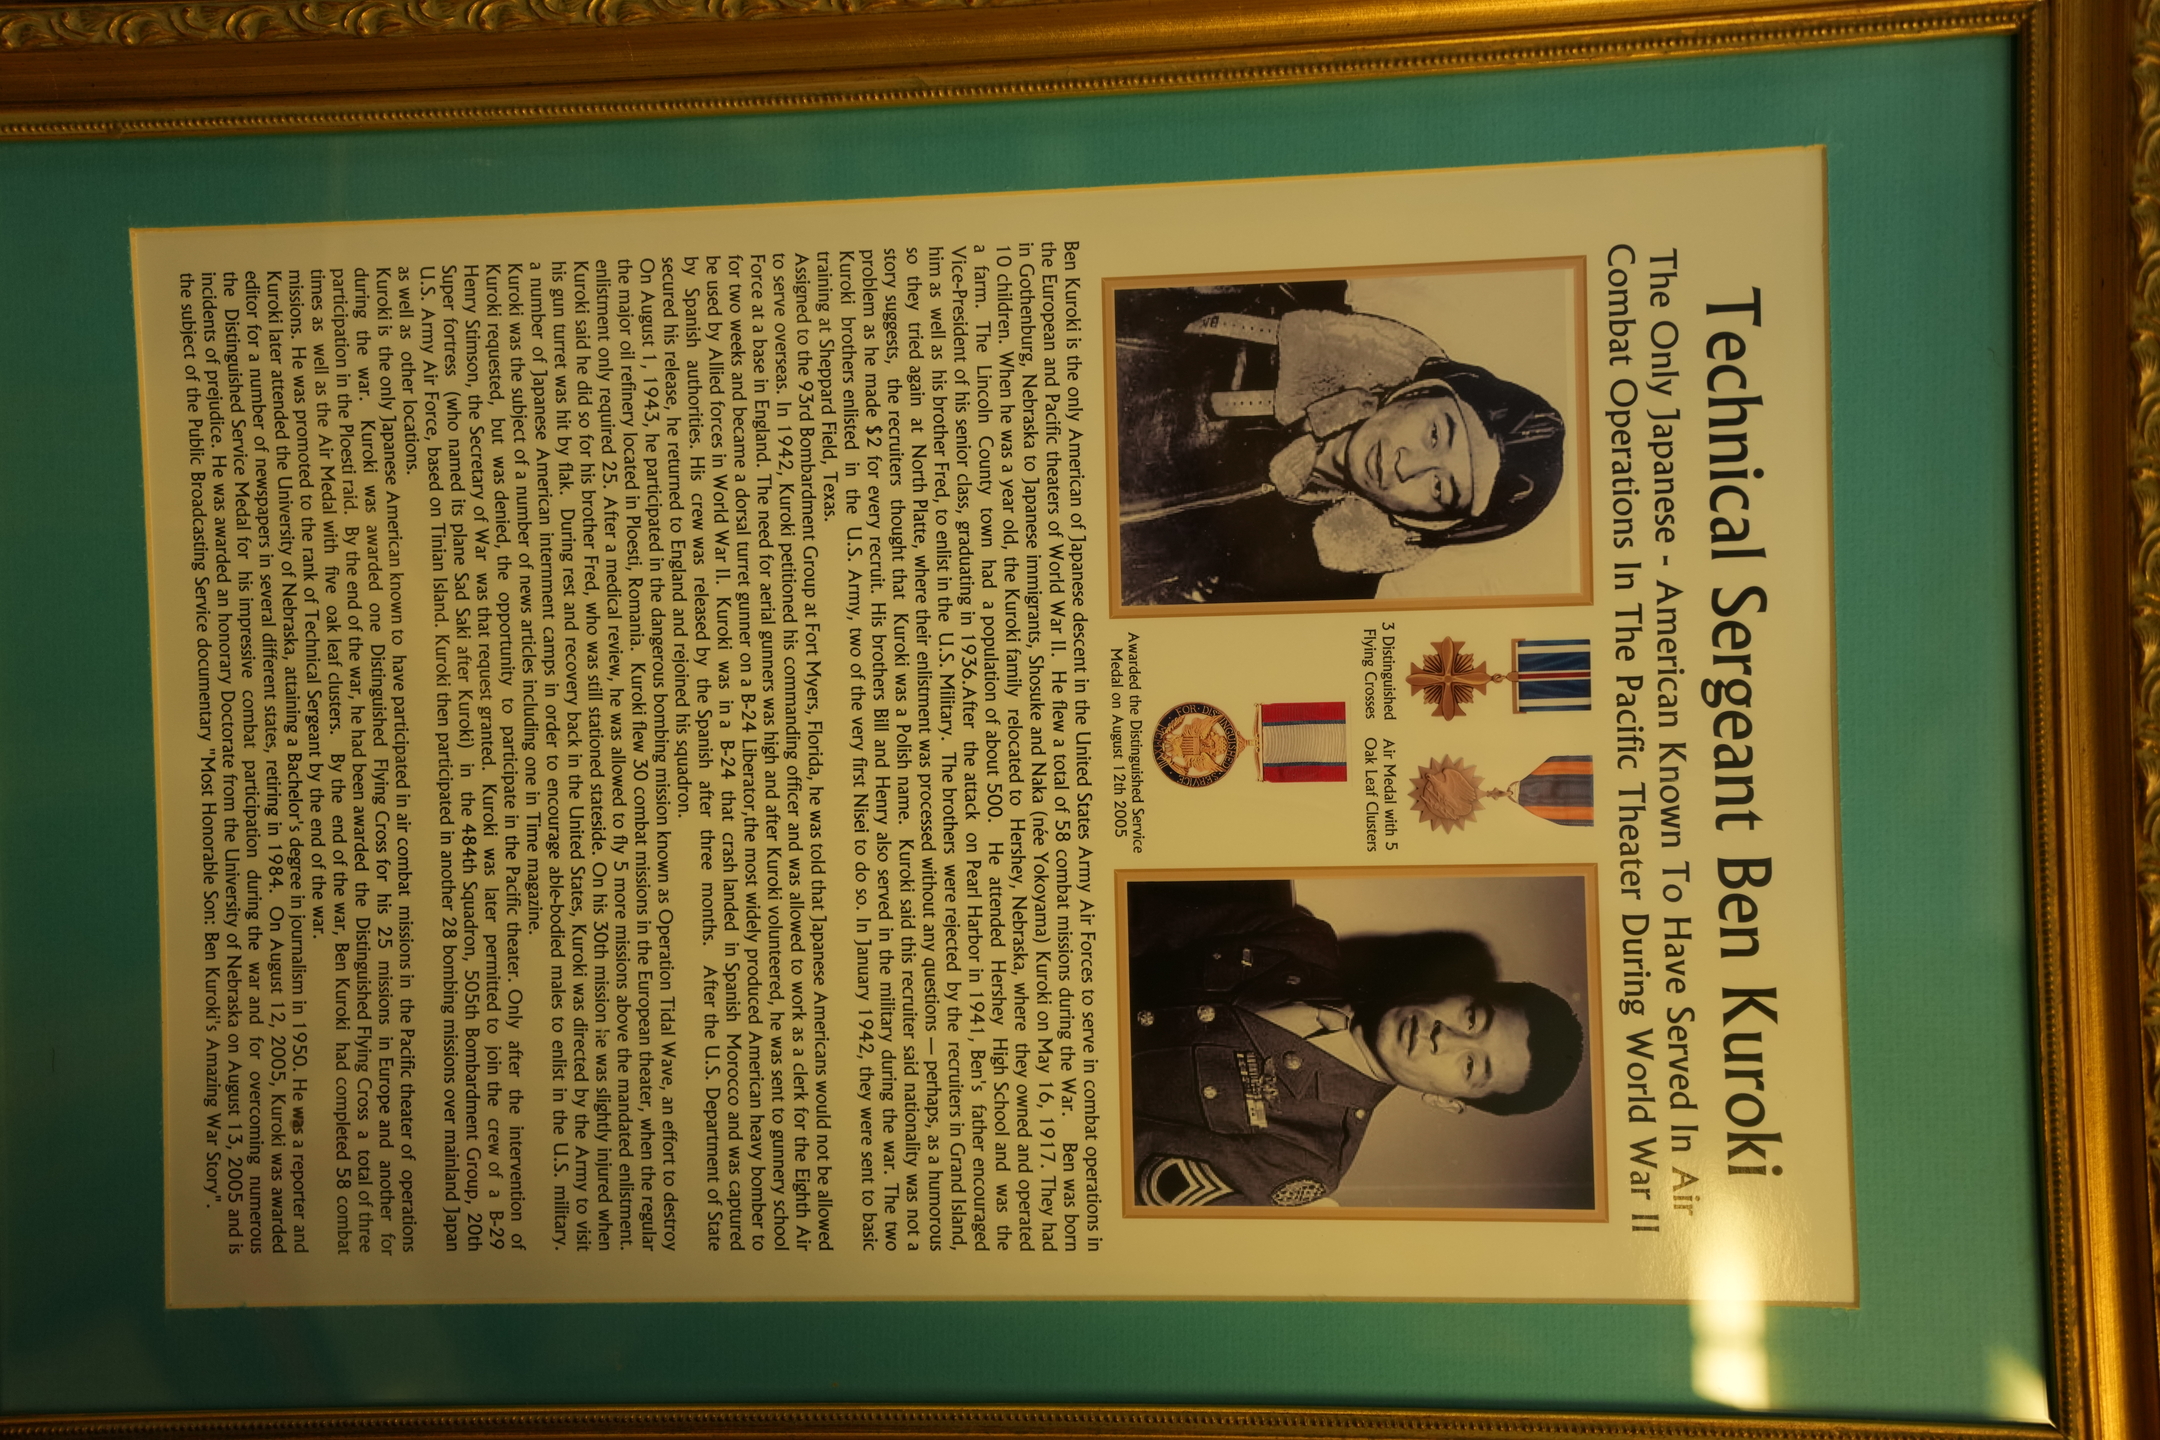 Technical Sergeant Ben Kuroki
The Only Japanese - American Known To Have Served In Air
Combat Operations In The Pacific Theater During World War II
3 Distinguished
Flying Crosses
Air Medal with 5
Oak Leaf Clusters
FOR DISTINGUISHED SERVICE
Awarded the Distinguished Service
Medal on August 12th 2005
Ben Kuroki is the only American of Japanese descent in the United States Army Air Forces to serve in combat operations in
the European and Pacific theaters of World War II. He flew a total of 58 combat missions during the War. Ben was born
in Gothenburg, Nebraska to Japanese immigrants, Shosuke and Naka (née Yokoyama) Kuroki on May 16, 1917. They had
10 children. When he was a year old, the Kuroki family relocated to Hershey, Nebraska, where they owned and operated
a farm. The Lincoln County town had a population of about 500. He attended Hershey High School and was the
Vice-President of his senior class, graduating in 1936.After the attack on Pearl Harbor in 1941, Ben's father encouraged
him as well as his brother Fred, to enlist in the U.S. Military. The brothers were rejected by the recruiters in Grand Island,
so they tried again at North Platte, where their enlistment was processed without any questions — perhaps, as a humorous
story suggests, the recruiters thought that Kuroki was a Polish name. Kuroki said this recruiter said nationality was not a
problem as he made $2 for every recruit. His brothers Bill and Henry also served in the military during the war. The two
Kuroki brothers enlisted in the U.S. Army, two of the very first Nisei to do so. In January 1942, they were sent to basic
training at Sheppard Field, Texas.
Assigned to the 93rd Bombardment Group at Fort Myers, Florida, he was told that Japanese Americans would not be allowed
to serve overseas. In 1942, Kuroki petitioned his commanding officer and was allowed to work as a clerk for the Eighth Air
Force at a base in England. The need for aerial gunners was high and after Kuroki volunteered, he was sent to gunnery school
for two weeks and became a dorsal turret gunner on a B-24 Liberator,the most widely produced American heavy bomber to
be used by Allied forces in World War II. Kuroki was in a B-24 that crash landed in Spanish Morocco and was captured
by Spanish authorities. His crew was released by the Spanish after three months. After the U.S. Department of State
secured his release, he returned to England and rejoined his squadron.
On August 1, 1943, he participated in the dangerous bombing mission known as Operation Tidal Wave, an effort to destroy
the major oil refinery located in Ploesti, Romania. Kuroki flew 30 combat missions in the European theater, when the regular
enlistment only required 25. After a medical review, he was allowed to fly 5 more missions above the mandated enlistment.
Kuroki said he did so for his brother Fred, who was still stationed stateside. On his 30th mission he was slightly injured when
his gun turret was hit by flak. During rest and recovery back in the United States, Kuroki was directed by the Army to visit
a number of Japanese American internment camps in order to encourage able-bodied males to enlist in the U.S. military.
Kuroki was the subject of a number of news articles including one in Time magazine.
Kuroki requested, but was denied, the opportunity to participate in the Pacific theater. Only after the intervention of
Henry Stimson, the Secretary of War was that request granted. Kuroki was later permitted to join the crew of a B-29
Super fortress (who named its plane Sad Saki after Kuroki) in the 484th Squadron, 505th Bombardment Group, 20th
U.S. Army Air Force, based on Tinian Island. Kuroki then participated in another 28 bombing missions over mainland Japan
as well as other locations.
Kuroki is the only Japanese American known to have participated in air combat missions in the Pacific theater of operations
during the war. Kuroki was awarded one Distinguished Flying Cross for his 25 missions in Europe and another for
participation in the Ploesti raid. By the end of the war, he had been awarded the Distinguished Flying Cross a total of three
times as well as the Air Medal with five oak leaf clusters. By the end of the war, Ben Kuroki had completed 58 combat
missions. He was promoted to the rank of Technical Sergeant by the end of the war.
Kuroki later attended the University of Nebraska, attaining a Bachelor's degree in journalism in 1950. He was a reporter and
editor for a number of newspapers in several different states, retiring in 1984. On August 12, 2005, Kuroki was awarded
the Distinguished Service Medal for his impressive combat participation during the war and for overcoming numerous
incidents of prejudice. He was awarded an honorary Doctorate from the University of Nebraska on August 13, 2005 and is
the subject of the Public Broadcasting Service documentary "Most Honorable Son: Ben Kuroki's Amazing War Story".